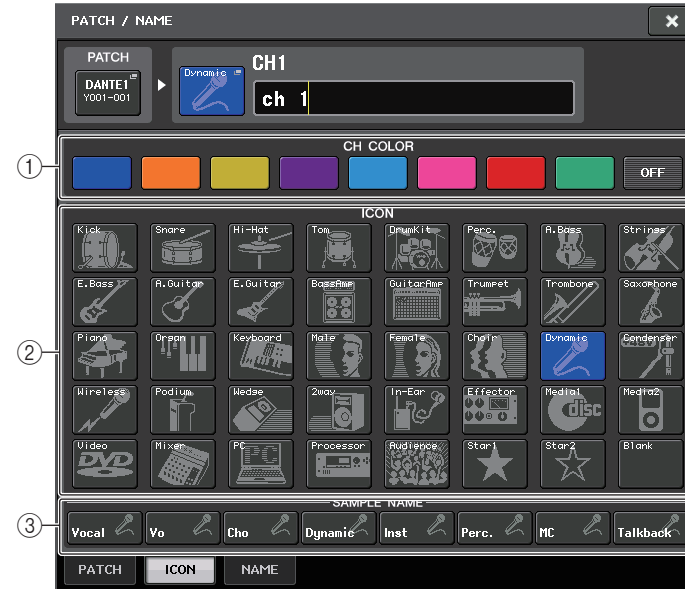 PATCH / NAME
PATCH
DANTE1
Y001-001
Dynamic
CH1
ch 1
1
CH COLOR
OFF
2
ICON
Kick Snare Hi-Hat Tom DrumKit Perc. A.Bass Strings
E.Bass A.Guitar E.Guitar BassAmp GuitarAmp Trumpet Trombone Saxophone
Piano Organ Keyboard Male Female Choir Dynamic Condenser
Wireless Podium Wedge 2way In-Ear Effector Media1 Media2
disc
Video Mixer PC Processor Audience Star1 Star2 Blank
DVD PC
3
SAMPLE NAME
Vocal Vo Cho Dynamic Inst Perc. MC Talkback
PATCH ICON NAME